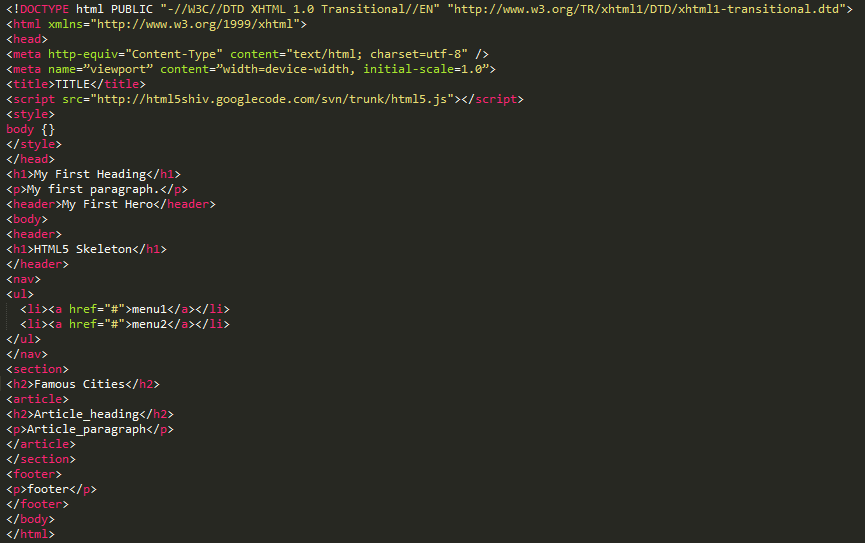 <!DOCTYPE html PUBLIC "-//W3C//DTD XHTML 1.0 Transitional//EN" "http://www.w3.org/TR/xhtml1/DTD/xhtml1-transitional.dtd">
<html xmlns="http://www.w3.org/1999/xhtml">
<head>
<meta http-equiv="Content-Type" content="text/html; charset=utf-8" />
<meta name=”viewport” content=”width=device-width, initial-scale=1.0”>
<title>TITLE</title>
<script src="http://html5shiv.googlecode.com/svn/trunk/html5.js"></script>
<style>
body {}
</style>
</head>
<h1>My First Heading</h1>
<p>My first paragraph.</p>
<header>My First Hero</header>
<body>
<header>
<h1>HTML5 Skeleton</h1>
</header>
<nav>
<ul>
  <li><a href="#">menu1</a></li>
  <li><a href="#">menu2</a></li>
</ul>
</nav>
<section>
<h2>Famous Cities</h2>
<article>
<h2>Article_heading</h2>
<p>Article_paragraph</p>
</article>
</section>
<footer>
<p>footer</p>
</footer>
</body>
</html>